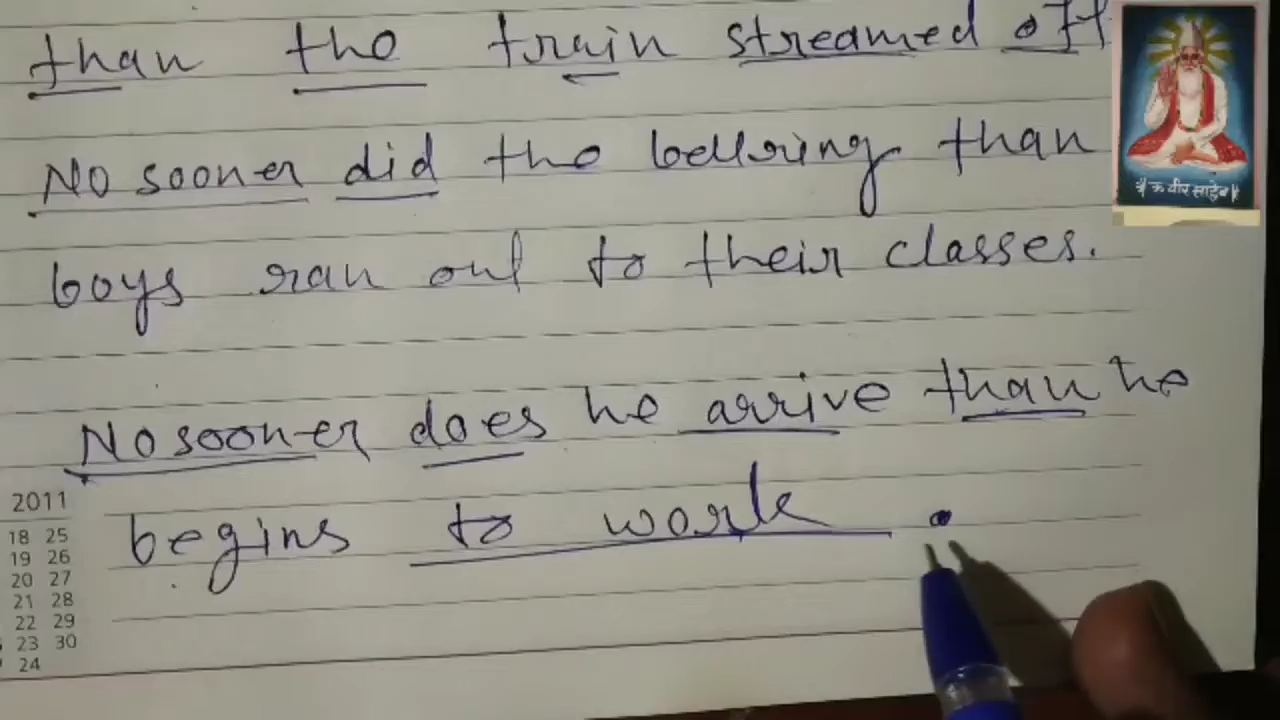 than the train streamed off
No sooner did the bellring than
boys ran out to their classes.
No sooner does he arrive than he
begins to work.
2011
18 25
19 26
20 27
21 28
22 29
23 30
24